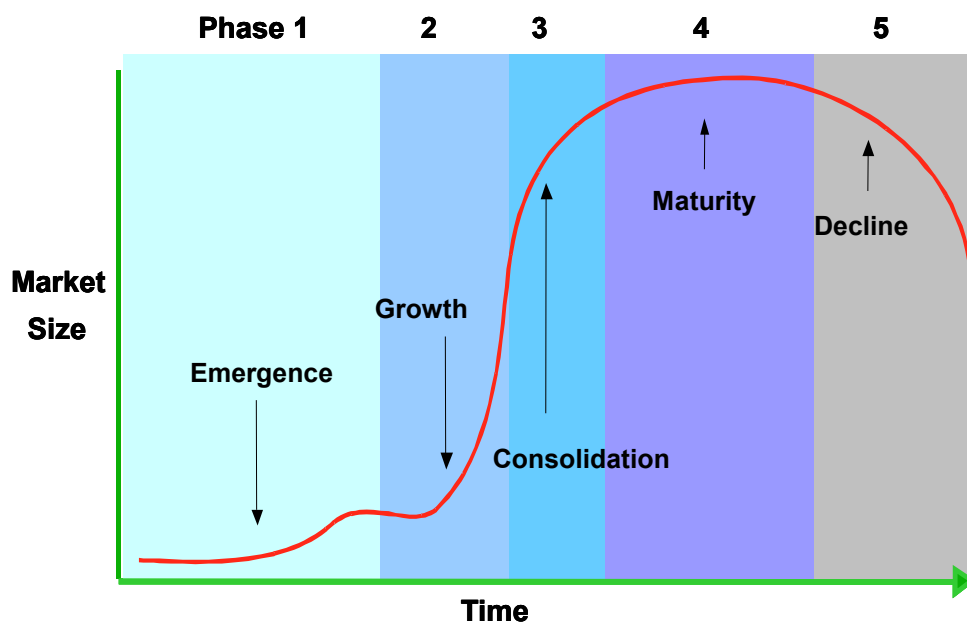 Phase 1 2 3 4 5
Maturity
Decline
Market
Size
Growth
Emergence
Consolidation
Time